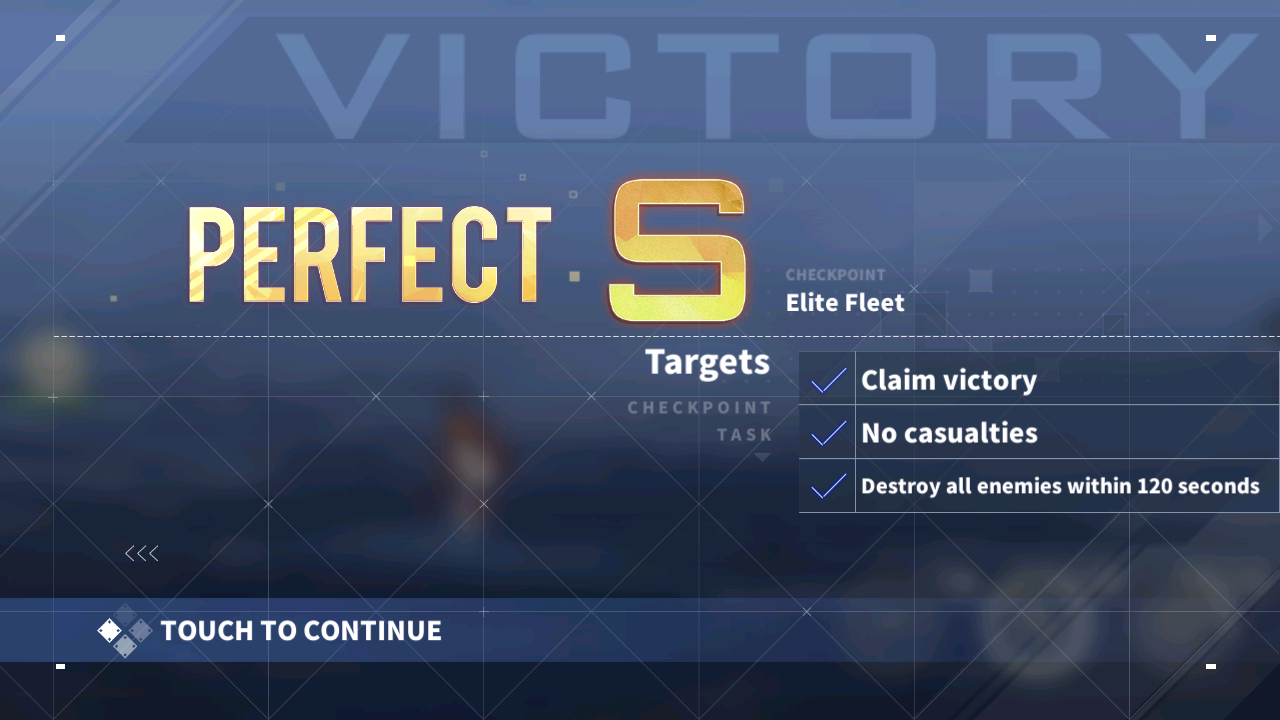 VICTORY
PERFECT S
CHECKPOINT
Elite Fleet
Targets
CHECKPOINT
TASK
Claim victory
No casualties
Destroy all enemies within 120 seconds
TOUCH TO CONTINUE